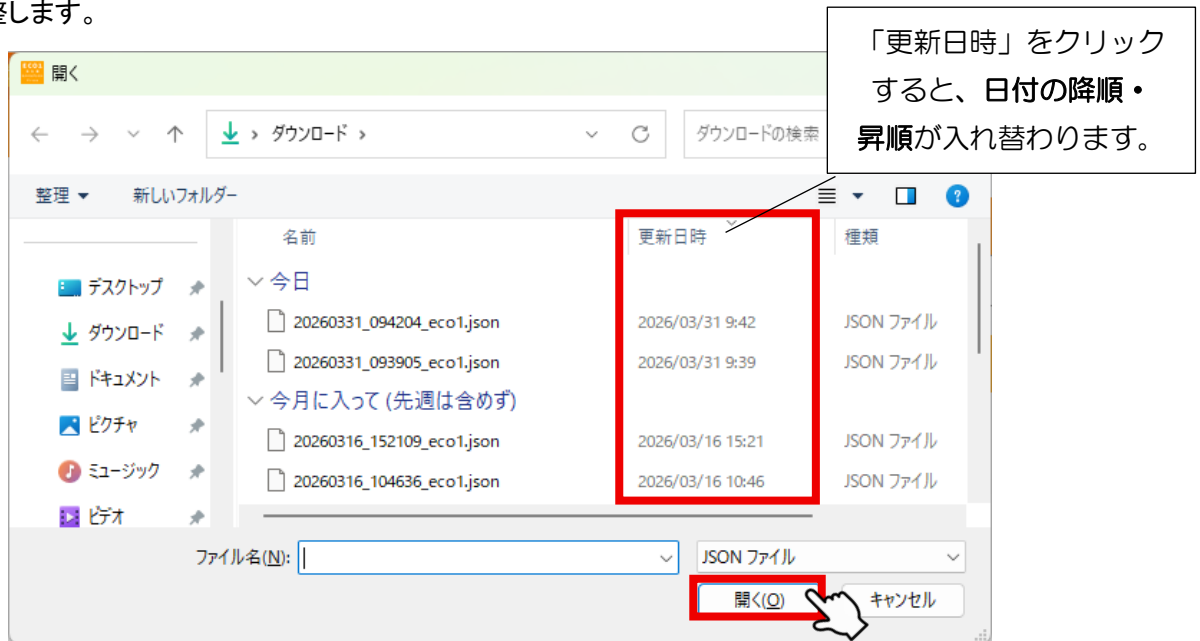 整します。
「更新日時」をクリック
すると、日付の降順・
昇順が入れ替わります。
開く
ダウンロード
ダウンロードの検索
整理
新しいフォルダー
名前
更新日時
種類
デスクトップ
ダウンロード
ドキュメント
ピクチャ
ミュージック
ビデオ
今日
20260331_094204_eco1.json 2026/03/31 9:42 JSON ファイル
20260331_093905_eco1.json 2026/03/31 9:39 JSON ファイル
今月に入って (先週は含めず)
20260316_152109_eco1.json 2026/03/16 15:21 JSON ファイル
20260316_104636_eco1.json 2026/03/16 10:46 JSON ファイル
ファイル名(N):
JSON ファイル
開く(O)
キャンセル